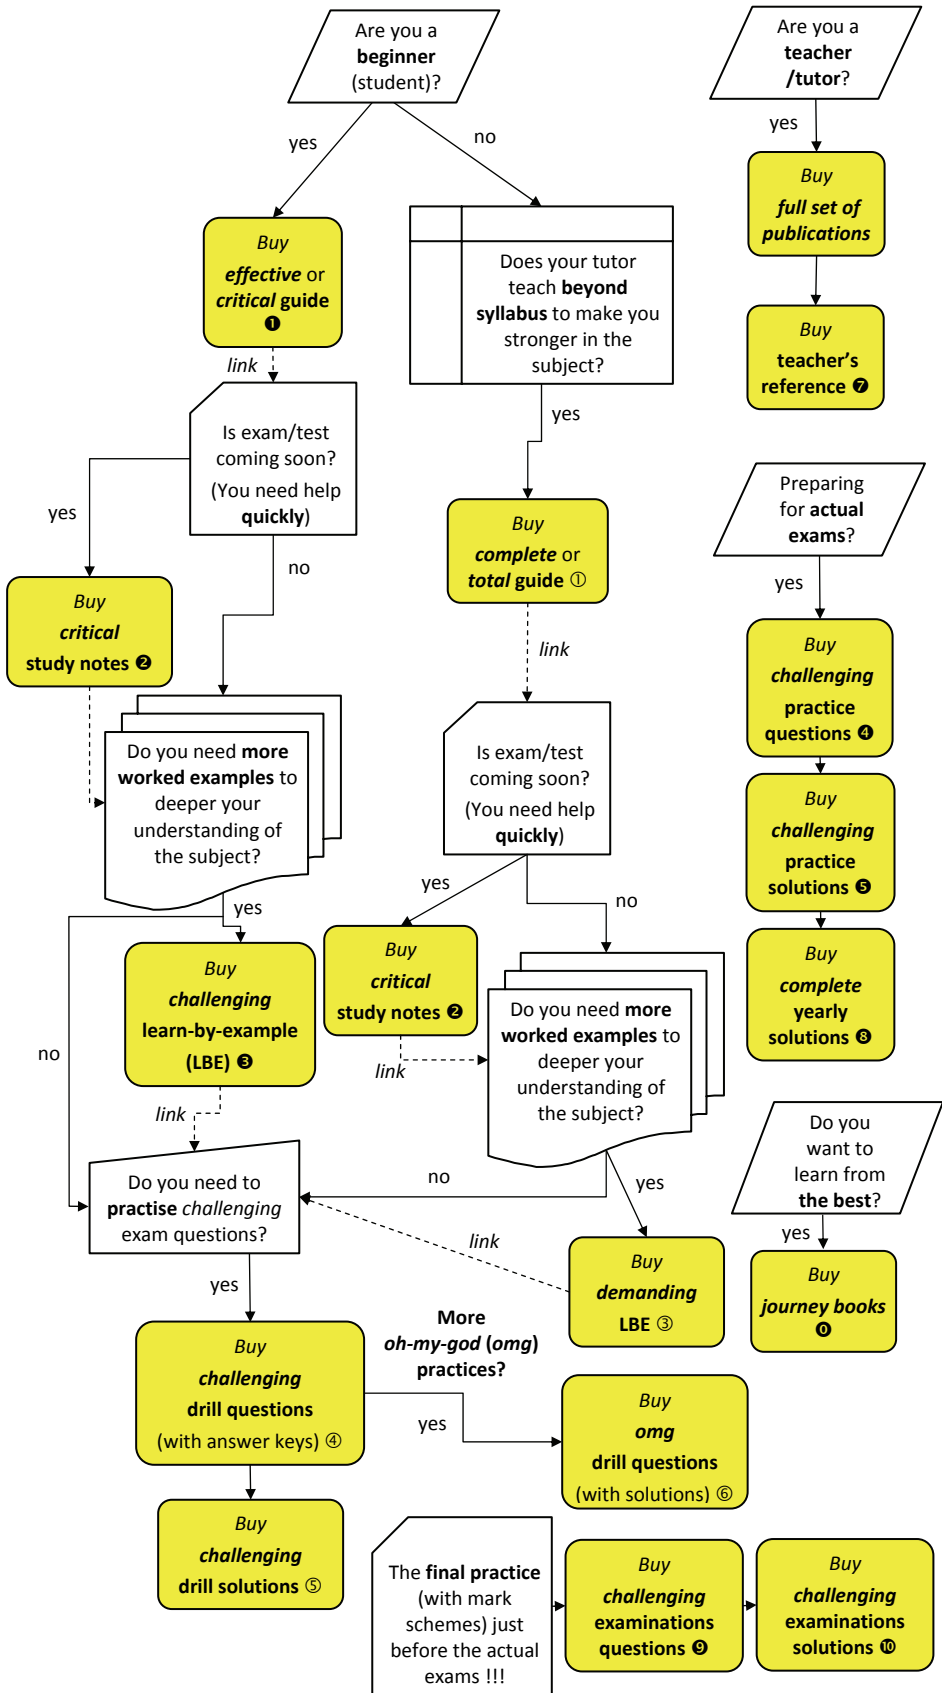 Are you a
beginner
(student)?
yes
no
Buy
effective or
critical guide
❶
link
Does your tutor
teach beyond
syllabus to make you
stronger in the
subject?
yes
Is exam/test
coming soon?
(You need help
quickly)
yes
no
Buy
critical
study notes ❷
Buy
complete or
total guide ①
link
Do you need more
worked examples to
deeper your
understanding of
the subject?
yes
no
Is exam/test
coming soon?
(You need help
quickly)
yes
no
Buy
challenging
learn-by-example
(LBE) ❸
link
Buy
critical
study notes ❷
link
Do you need more
worked examples to
deeper your
understanding of
the subject?
no
yes
Do you need to
practise challenging
exam questions?
yes
link
Buy
demanding
LBE ③
Buy
challenging
drill questions
(with answer keys) ④
More
oh-my-god (omg)
practices?
yes
Buy
omg
drill questions
(with solutions) ⑥
Buy
challenging
drill solutions ⑤
Are you a
teacher
/tutor?
yes
Buy
full set of
publications
Buy
teacher's
reference ❼
Preparing
for actual
exams?
yes
Buy
challenging
practice
questions ❹
Buy
challenging
practice
solutions ❺
Buy
complete
yearly
solutions ❽
Do you
want to
learn from
the best?
yes
Buy
journey books
⓿
The final practice
(with mark
schemes) just
before the actual
exams !!!
Buy
challenging
examinations
questions ❾
Buy
challenging
examinations
solutions ❿